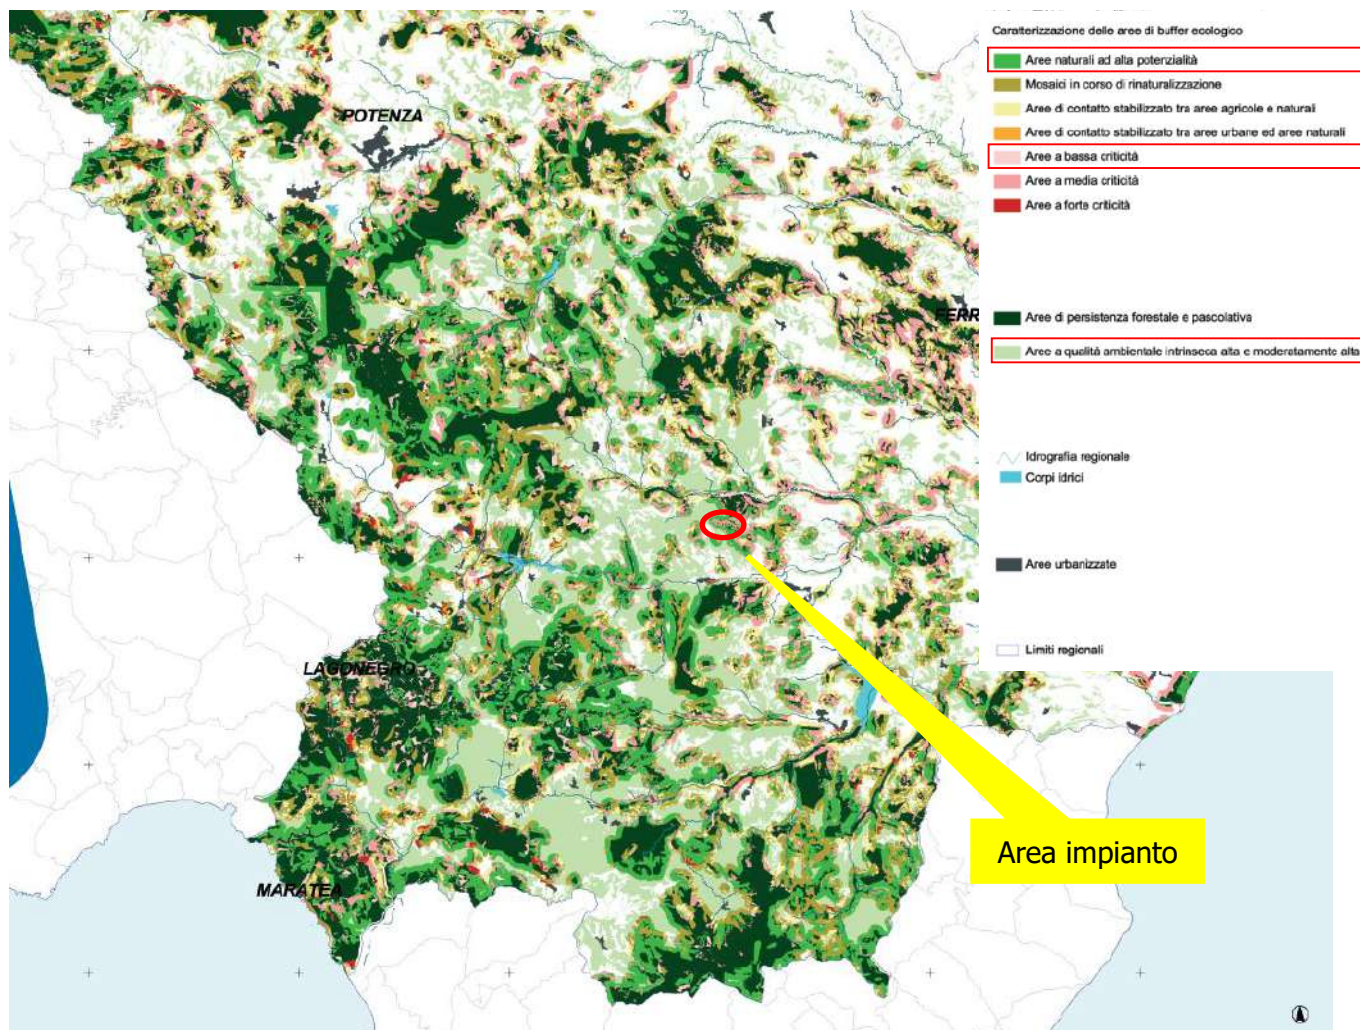 Caratterizzazione delle aree di buffer ecologico
Aree naturali ad alta potenzialità
Mosaici in corso di rinaturalizzazione
Aree di contatto stabilizzato tra aree agricole e naturali
Aree di contatto stabilizzato tra aree urbane ed aree naturali
Aree a bassa criticità
Aree a media criticità
Aree a forte criticità
Aree di persistenza forestale e pascolativa
Aree a qualità ambientale intrinseca alta e moderatamente alta
Idrografia regionale
Corpi idrici
Aree urbanizzate
Limiti regionali
POTENZA
FERR
LAGONEGRO
MARATEA
Area impianto